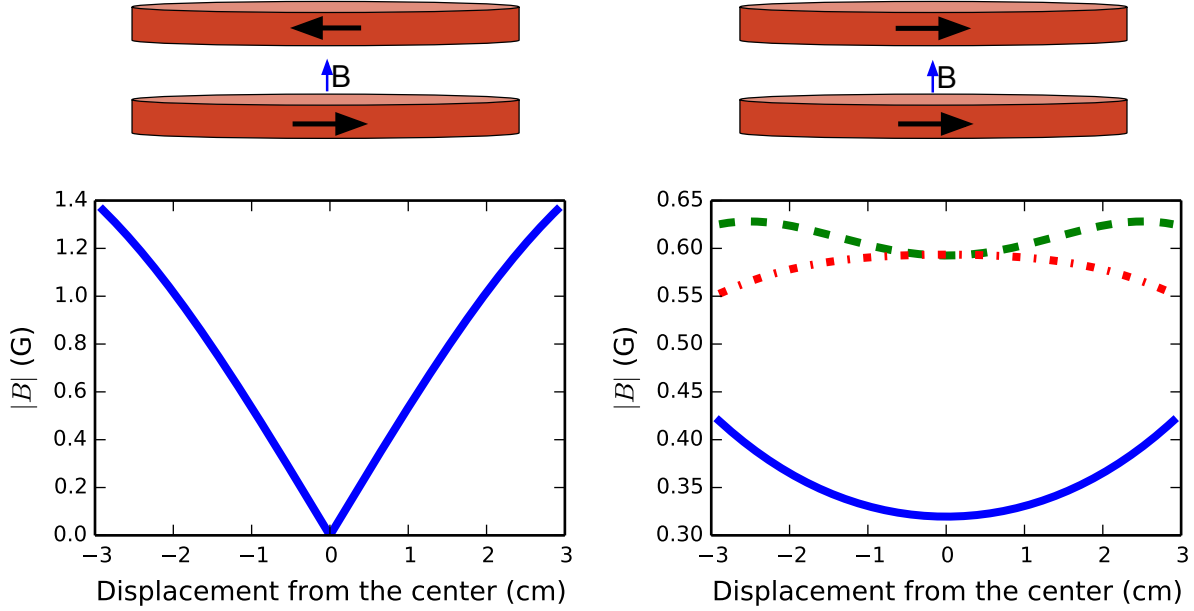 B
B
1.4
1.2
1.0
0.8
0.6
0.4
0.2
0.0
|B| (G)
−3 −2 −1 0 1 2 3
Displacement from the center (cm)
0.65
0.60
0.55
0.50
0.45
0.40
0.35
0.30
|B| (G)
−3 −2 −1 0 1 2 3
Displacement from the center (cm)